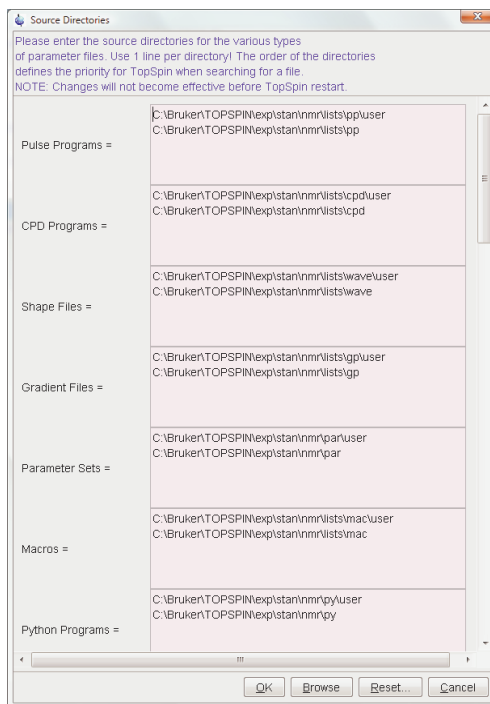 Source Directories
Please enter the source directories for the various types
of parameter files. Use 1 line per directory! The order of the directories
defines the priority for TopSpin when searching for a file.
NOTE: Changes will not become effective before TopSpin restart.
Pulse Programs =
C:\Bruker\TOPSPIN\exp\stan\nmr\lists\pp\user
C:\Bruker\TOPSPIN\exp\stan\nmr\lists\pp
CPD Programs =
C:\Bruker\TOPSPIN\exp\stan\nmr\lists\cpd\user
C:\Bruker\TOPSPIN\exp\stan\nmr\lists\cpd
Shape Files =
C:\Bruker\TOPSPIN\exp\stan\nmr\lists\wave\user
C:\Bruker\TOPSPIN\exp\stan\nmr\lists\wave
Gradient Files =
C:\Bruker\TOPSPIN\exp\stan\nmr\lists\gp\user
C:\Bruker\TOPSPIN\exp\stan\nmr\lists\gp
Parameter Sets =
C:\Bruker\TOPSPIN\exp\stan\nmr\par\user
C:\Bruker\TOPSPIN\exp\stan\nmr\par
Macros =
C:\Bruker\TOPSPIN\exp\stan\nmr\lists\mac\user
C:\Bruker\TOPSPIN\exp\stan\nmr\lists\mac
Python Programs =
C:\Bruker\TOPSPIN\exp\stan\nmr\py\user
C:\Bruker\TOPSPIN\exp\stan\nmr\py
OK Browse Reset... Cancel